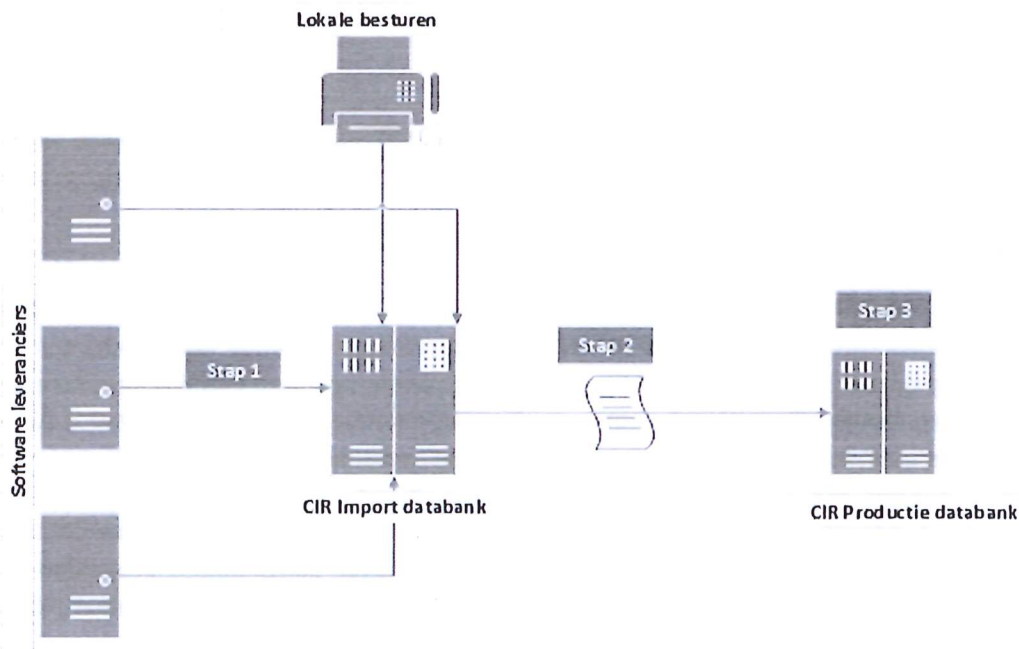 Lokale besturen
Software leveranciers
Stap 1
Stap 2
Stap 3
CIR Import databank
CIR Productie databank